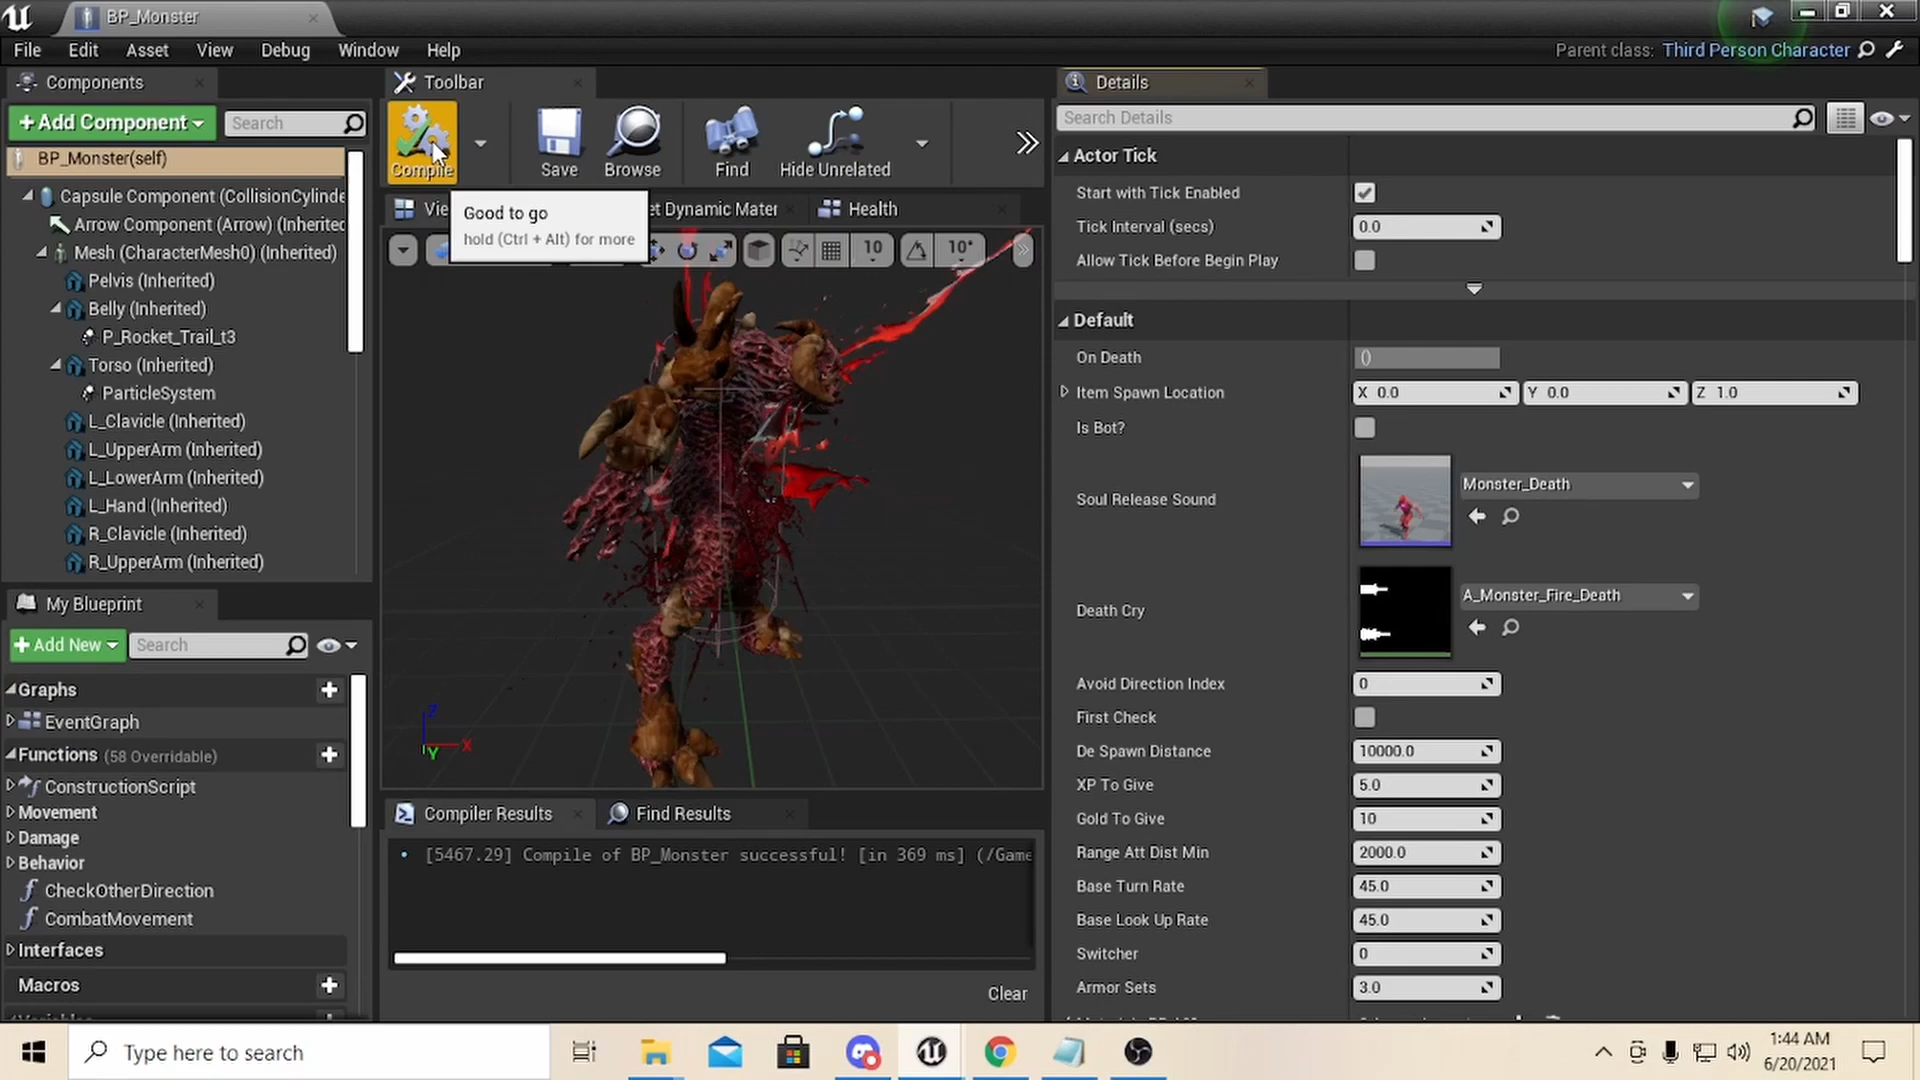 BP_Monster
File Edit Asset View Debug Window Help
Parent class: Third Person Character
Components
Toolbar
Details
+Add Component
Search
Compile
Save
Browse
Find
Hide Unrelated
Search Details
BP_Monster(self)
Capsule Component (CollisionCylinde
Arrow Component (Arrow) (Inheritec
Mesh (CharacterMesh0) (Inherited)
Pelvis (Inherited)
Belly (Inherited)
P_Rocket_Trail_t3
Torso (Inherited)
ParticleSystem
L_Clavicle (Inherited)
L_UpperArm (Inherited)
L_LowerArm (Inherited)
L_Hand (Inherited)
R_Clavicle (Inherited)
R_UpperArm (Inherited)
Good to go
hold (Ctrl + Alt) for more
et Dynamic Mater
Health
10
10°
Z
X
Y
Actor Tick
Start with Tick Enabled
Tick Interval (secs) 0.0
Allow Tick Before Begin Play
Default
On Death ()
Item Spawn Location X 0.0 Y 0.0 Z 1.0
Is Bot?
Soul Release Sound
Monster_Death
Death Cry
A_Monster_Fire_Death
Avoid Direction Index 0
First Check
De Spawn Distance 10000.0
XP To Give 5.0
Gold To Give 10
Range Att Dist Min 2000.0
Base Turn Rate 45.0
Base Look Up Rate 45.0
Switcher 0
Armor Sets 3.0
My Blueprint
+Add New
Search
Graphs
EventGraph
Functions (58 Overridable)
ConstructionScript
Movement
Damage
Behavior
CheckOtherDirection
CombatMovement
Interfaces
Macros
Compiler Results
Find Results
[5467.29] Compile of BP_Monster successful! [in 369 ms] (/Game
Clear
Type here to search
1:44 AM
6/20/2021